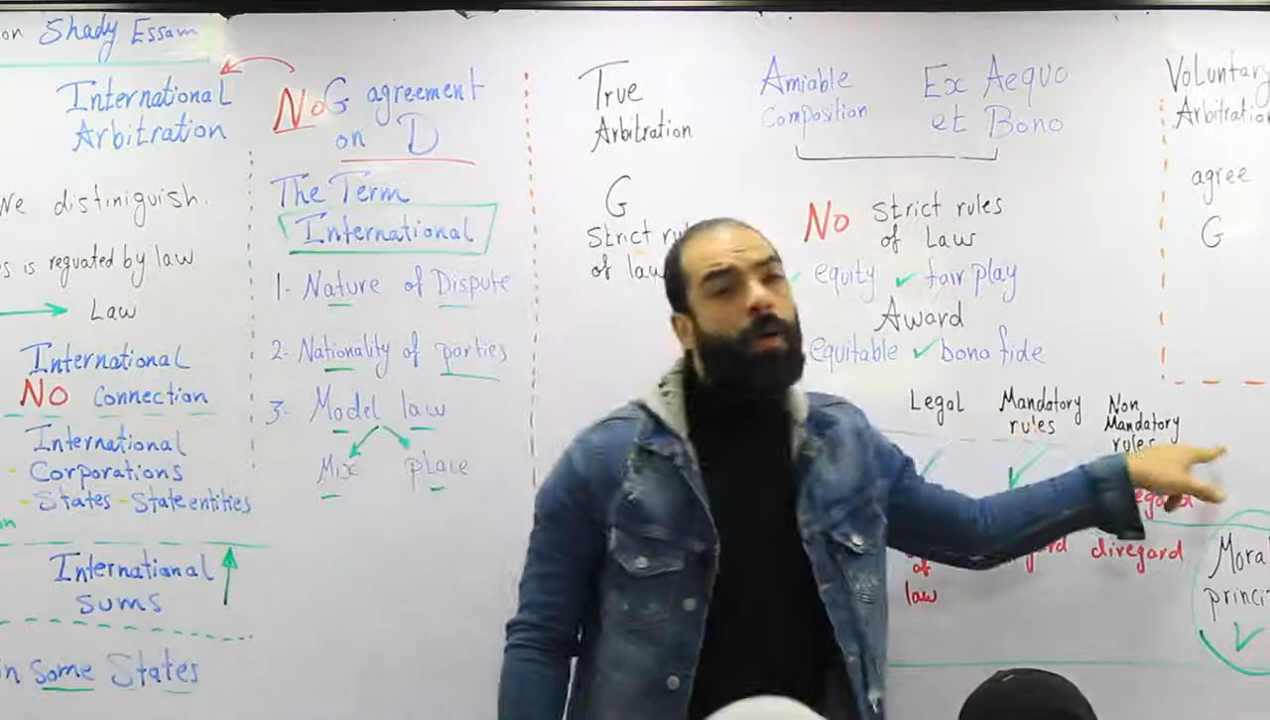 on Shady Essam
International
Arbitration
We distinguish.
is reguated by law
Law
International
NO Connection
International
Corporations
- States - State entities
International
sums
in Some States
No G agreement
on D
The Term
International
1- Nature of Dispute
2- Nationality of parties
3- Model law
Mix place
True
Arbitration
G
Strict
of law
Amiable
Composition
Ex Aequo
et Bono
NO Strict rules
of Laws
equity ✓ fair play
Award
equitable ✓ bona fide
Legal
Mandatory
rules
Non
Mandatory
rules
of
law
disregard
Voluntary
Arbitration
agree
G
Moral